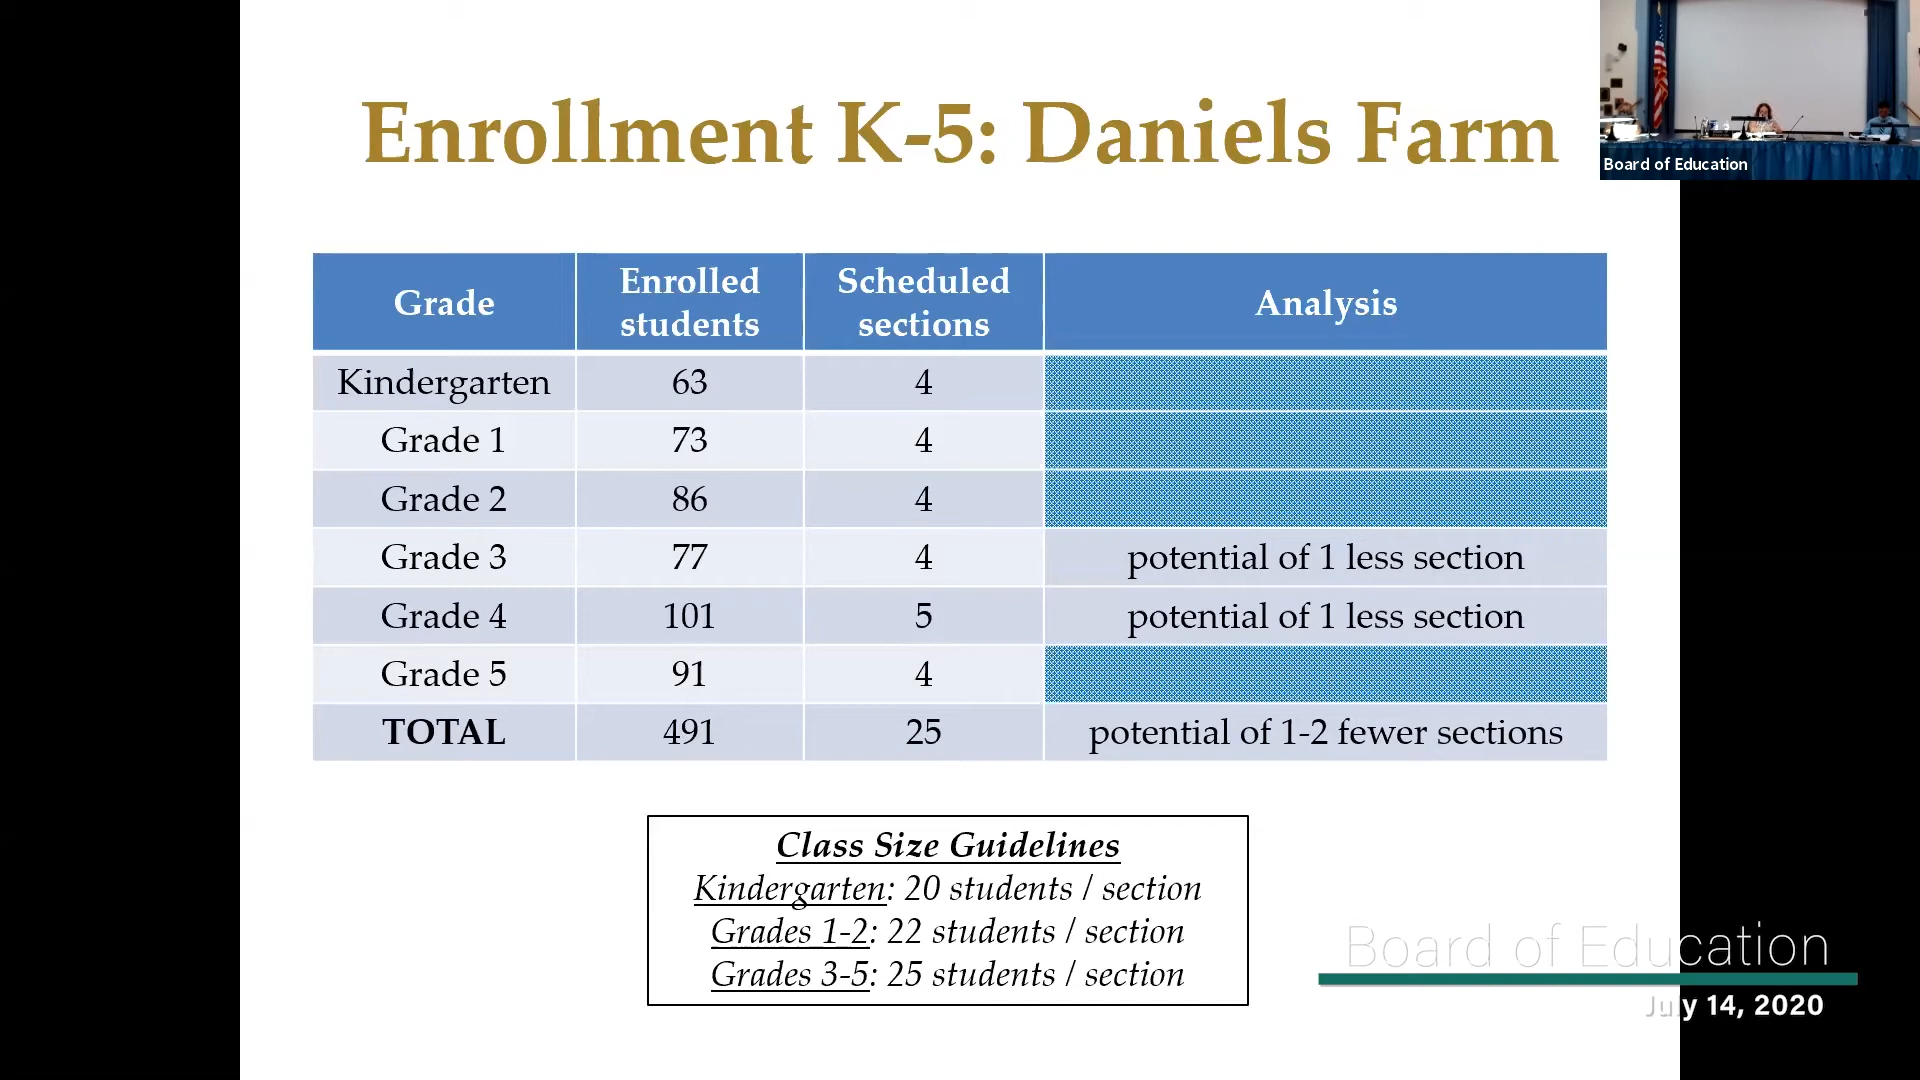 Enrollment K-5: Daniels Farm
Board of Education
Grade Enrolled students Scheduled sections Analysis
Kindergarten 63 4
Grade 1 73 4
Grade 2 86 4
Grade 3 77 4 potential of 1 less section
Grade 4 101 5 potential of 1 less section
Grade 5 91 4
TOTAL 491 25 potential of 1-2 fewer sections
Class Size Guidelines
Kindergarten: 20 students / section
Grades 1-2: 22 students / section
Grades 3-5: 25 students / section
Board of Education
July 14, 2020